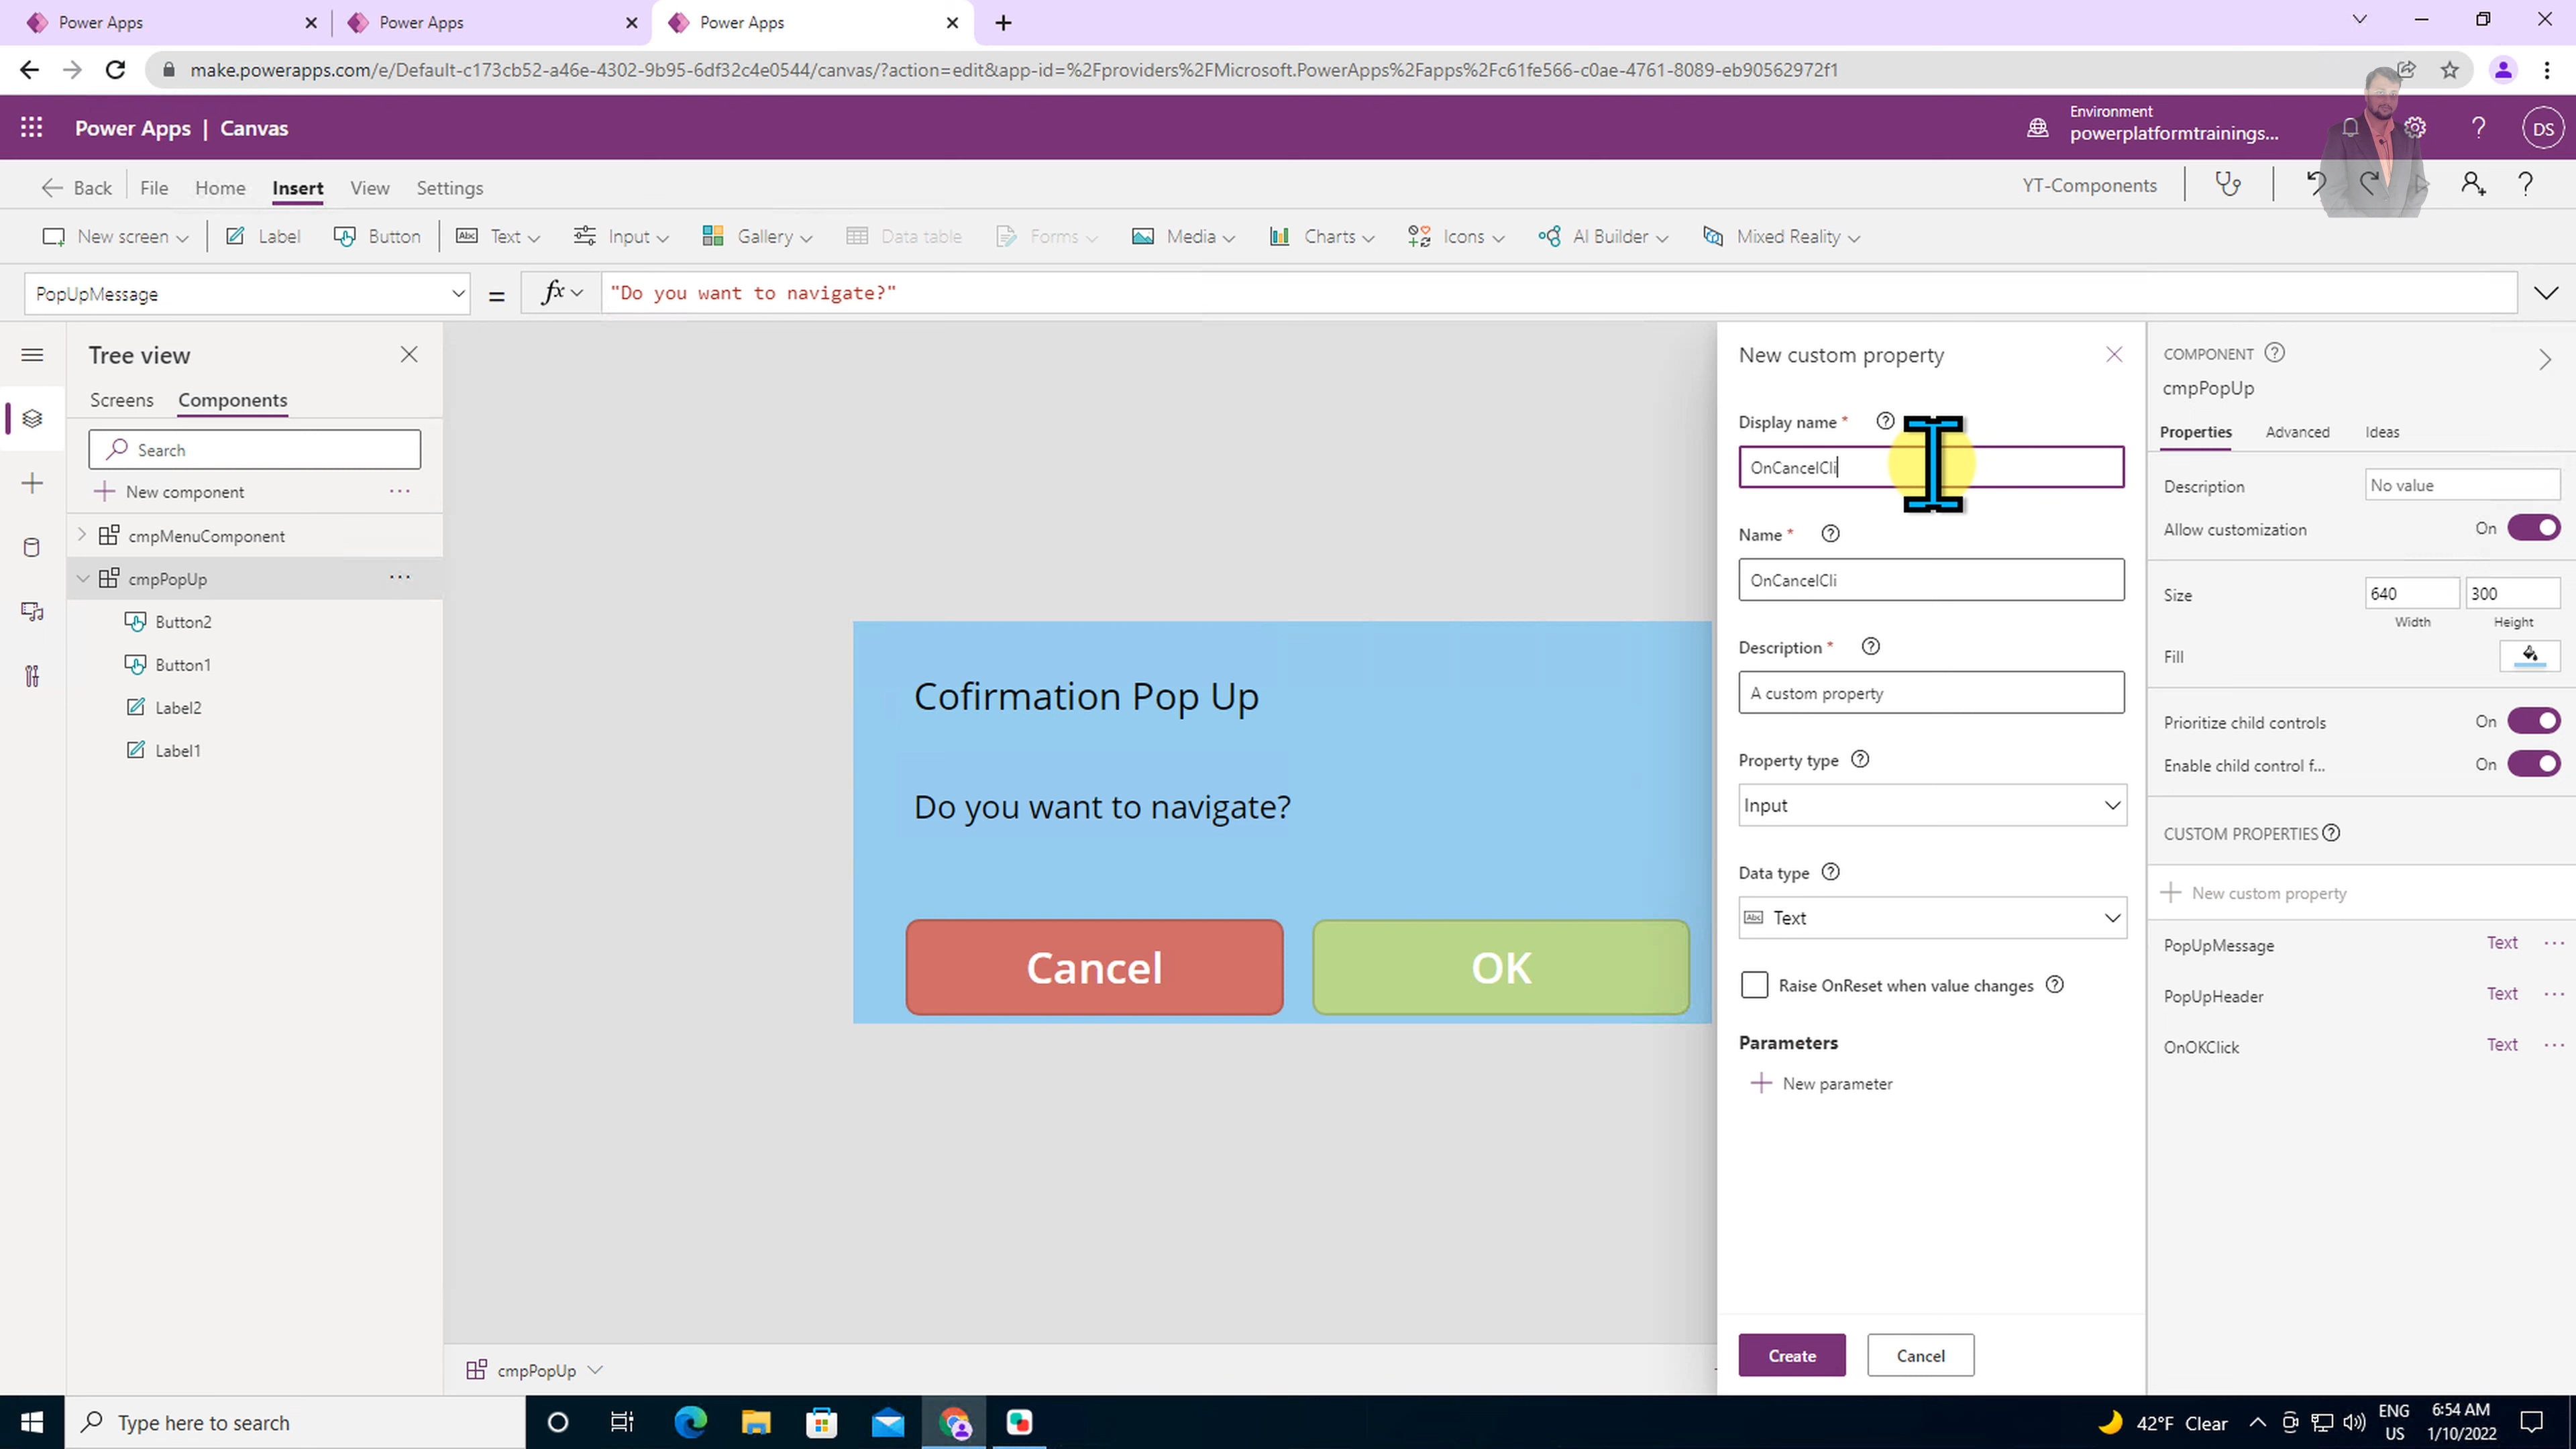 Power Apps
Power Apps
Power Apps
make.powerapps.com/e/Default-c173cb52-a46e-4302-9b95-6df32c4e0544/canvas/?action=edit&app-id=%2Fproviders%2FMicrosoft.PowerApps%2Fapps%2Fc61fe566-c0ae-4761-8089-eb90562972f1
Power Apps | Canvas
Environment
powerplatformtrainings...
DS
Back File Home Insert View Settings
YT-Components
New screen Label Button Text Input Gallery Data table Forms Media Charts Icons AI Builder Mixed Reality
PopUpMessage = fx "Do you want to navigate?"
Tree view
Screens Components
Search
New component
cmpMenuComponent
cmpPopUp
Button2
Button1
Label2
Label1
Cofirmation Pop Up
Do you want to navigate?
Cancel OK
cmpPopUp
New custom property
Display name *
OnCancelCli
Name *
OnCancelCli
Description *
A custom property
Property type
Input
Data type
Abc Text
Raise OnReset when value changes
Parameters
New parameter
Create Cancel
COMPONENT
cmpPopUp
Properties Advanced Ideas
Description No value
Allow customization On
Size 640 300
Width Height
Fill
Prioritize child controls On
Enable child control f... On
CUSTOM PROPERTIES
New custom property
PopUpMessage Text
PopUpHeader Text
OnOKClick Text
Type here to search
42°F Clear
ENG
US
6:54 AM
1/10/2022